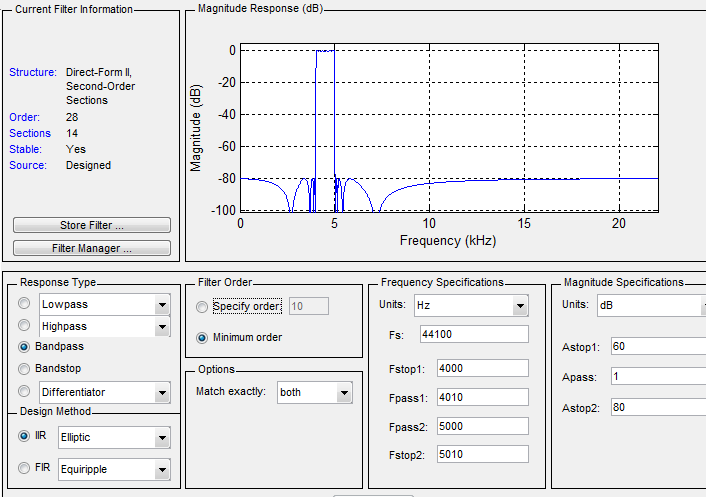 Current Filter Information
Structure: Direct-Form II,
Second-Order
Sections
Order: 28
Sections 14
Stable: Yes
Source: Designed
Store Filter ...
Filter Manager ...
Magnitude Response (dB)
Magnitude (dB)
0
-20
-40
-60
-80
-100
0 5 10 15 20
Frequency (kHz)
Response Type
Lowpass
Highpass
Bandpass
Bandstop
Differentiator
Design Method
IIR Elliptic
FIR Equiripple
Filter Order
Specify order: 10
Minimum order
Options
Match exactly: both
Frequency Specifications
Units: Hz
Fs: 44100
Fstop1: 4000
Fpass1: 4010
Fpass2: 5000
Fstop2: 5010
Magnitude Specifications
Units: dB
Astop1: 60
Apass: 1
Astop2: 80